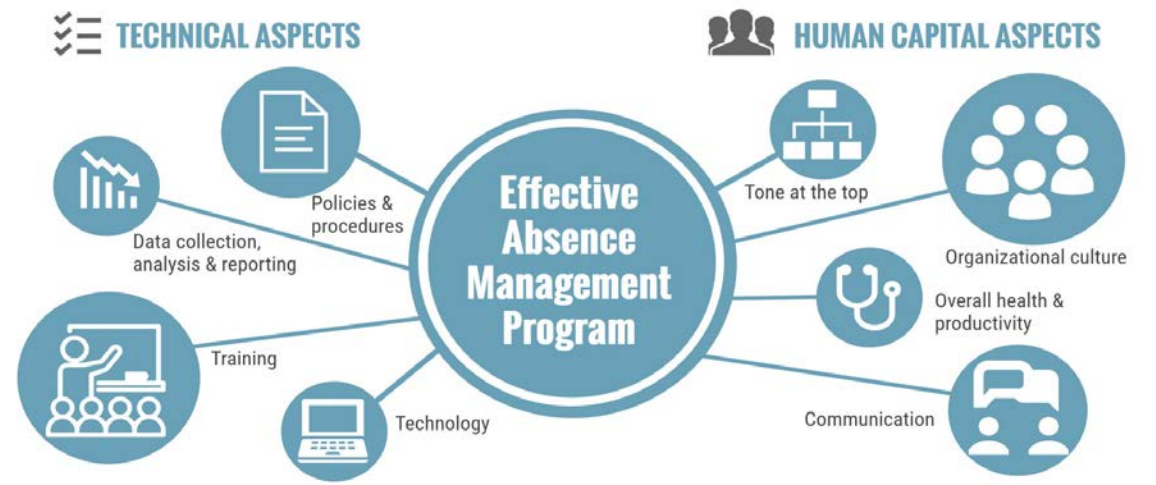 TECHNICAL ASPECTS
HUMAN CAPITAL ASPECTS
Policies &
procedures
Data collection,
analysis & reporting
Training
Technology
Effective
Absence
Management
Program
Tone at the top
Organizational culture
Overall health &
productivity
Communication